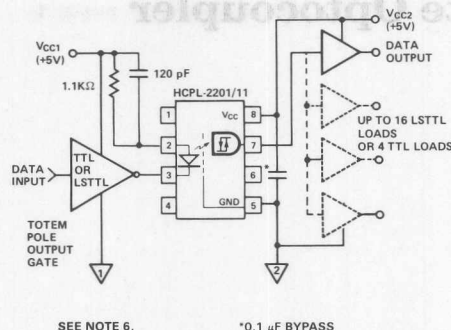 VCC1
(+5V)
120 pF
1.1KΩ
HCPL-2201/11
VCC2
(+5V)
DATA
OUTPUT
1
VCC
8
2
7
3
*
6
4
GND
5
UP TO 16 LSTTL
LOADS
OR 4 TTL LOADS
DATA
INPUT
TTL
OR
LSTTL
TOTEM
POLE
OUTPUT
GATE
1
2
SEE NOTE 6.
*0.1 μF BYPASS